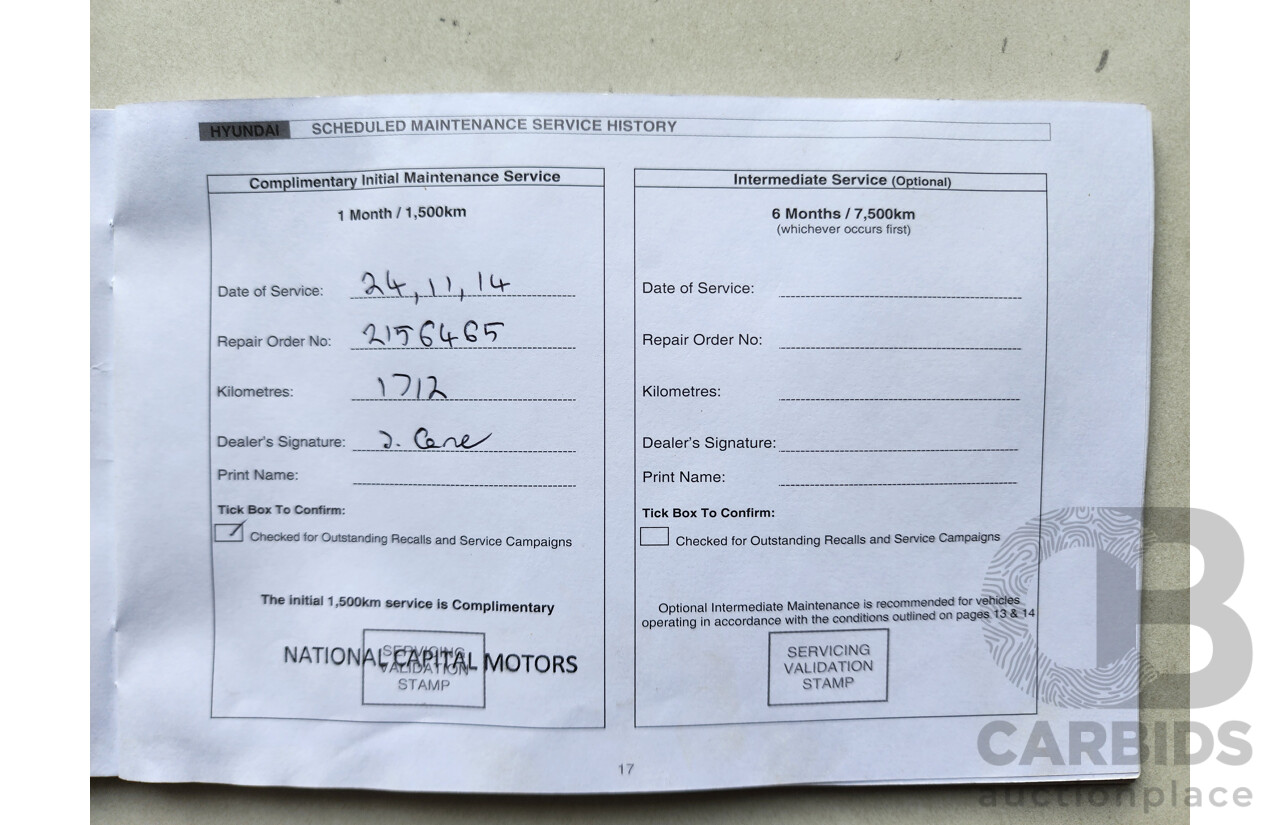 HYUNDAI SCHEDULED MAINTENANCE SERVICE HISTORY
Complimentary Initial Maintenance Service
1 Month / 1,500km
Date of Service: 24, 11, 14
Repair Order No: 2156465
Kilometres: 1712
Dealer's Signature:
Print Name:
Tick Box To Confirm:
Checked for Outstanding Recalls and Service Campaigns
The initial 1,500km service is Complimentary
NATIONAL CAPITAL MOTORS
SERVICING
VALIDATION
STAMP
Intermediate Service (Optional)
6 Months / 7,500km
(whichever occurs first)
Date of Service:
Repair Order No:
Kilometres:
Dealer's Signature:
Print Name:
Tick Box To Confirm:
Checked for Outstanding Recalls and Service Campaigns
Optional Intermediate Maintenance is recommended for vehicles
operating in accordance with the conditions outlined on pages 13 & 14
SERVICING
VALIDATION
STAMP
17
CB
CARBIDS
auctionplace